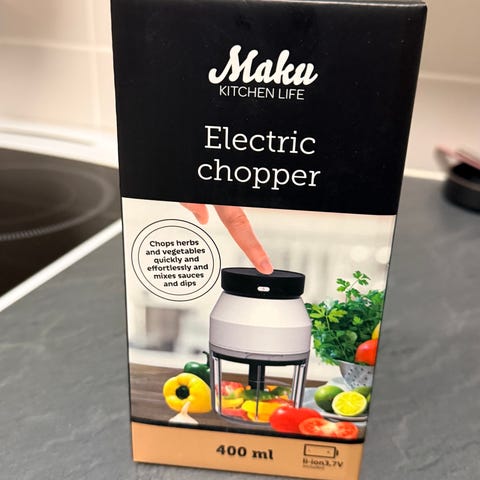 Maku
KITCHEN LIFE
Electric
chopper
Chops herbs
and vegetables
quickly and
effortlessly and
mixes sauces
and dips
400 ml
li-ion3,7V
included